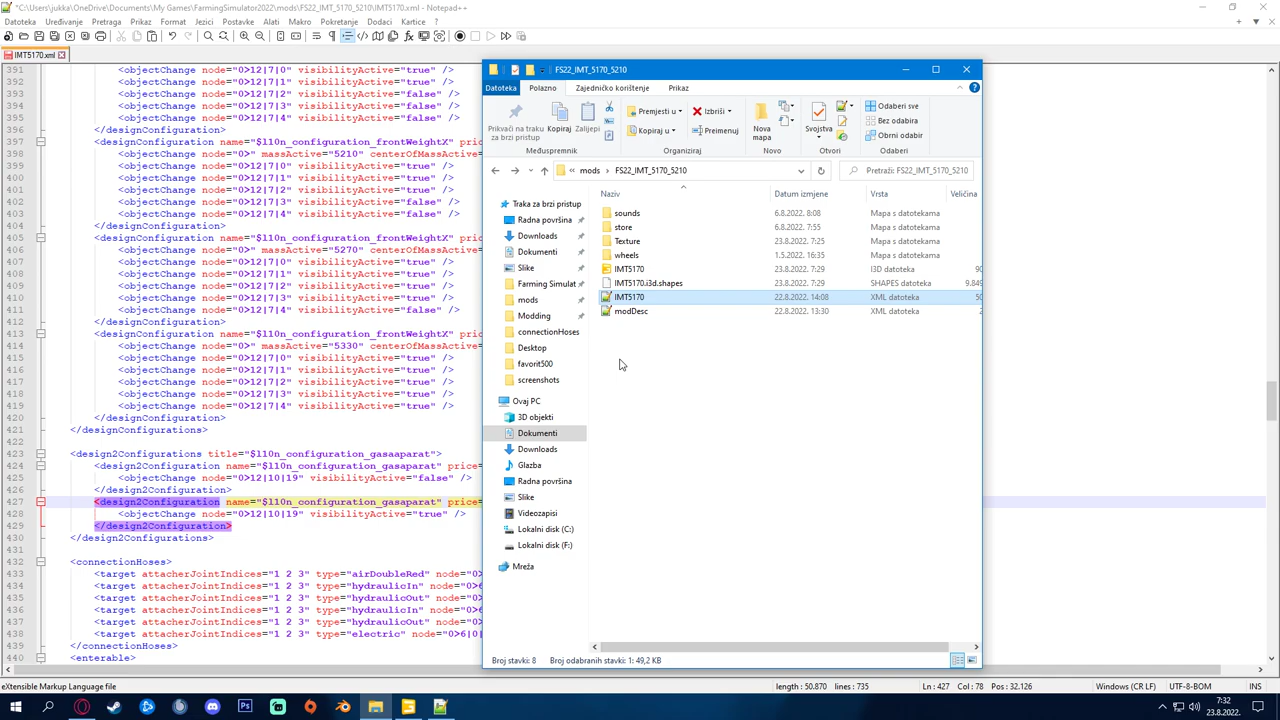 *C:\Users\jukka\OneDrive\Documents\My Games\FarmingSimulator2022\mods\FS22_IMT_5170_5210\IMT5170.xml - Notepad++
Datoteka Uređivanje Pretraga Prikaz Format Jezici Postavke Alati Makro Pokretanje Dodaci Kartice ?
IMT5170.xml
391 <objectChange node="0>12|7|0" visibilityActive="true" />
392 <objectChange node="0>12|7|1" visibilityActive="true" />
393 <objectChange node="0>12|7|2" visibilityActive="false" />
394 <objectChange node="0>12|7|3" visibilityActive="false" />
395 <objectChange node="0>12|7|4" visibilityActive="false" />
396 </designConfiguration>
397 <designConfiguration name="$l10n_configuration_frontWeightX" pric
398 <objectChange node="0>" massActive="5210" centerOfMassActive=
399 <objectChange node="0>12|7|0" visibilityActive="true" />
400 <objectChange node="0>12|7|1" visibilityActive="true" />
401 <objectChange node="0>12|7|2" visibilityActive="true" />
402 <objectChange node="0>12|7|3" visibilityActive="false" />
403 <objectChange node="0>12|7|4" visibilityActive="false" />
404 </designConfiguration>
405 <designConfiguration name="$l10n_configuration_frontWeightX" pric
406 <objectChange node="0>" massActive="5270" centerOfMassActive=
407 <objectChange node="0>12|7|0" visibilityActive="true" />
408 <objectChange node="0>12|7|1" visibilityActive="true" />
409 <objectChange node="0>12|7|2" visibilityActive="true" />
410 <objectChange node="0>12|7|3" visibilityActive="true" />
411 <objectChange node="0>12|7|4" visibilityActive="false" />
412 </designConfiguration>
413 <designConfiguration name="$l10n_configuration_frontWeightX" pric
414 <objectChange node="0>" massActive="5330" centerOfMassActive=
415 <objectChange node="0>12|7|0" visibilityActive="true" />
416 <objectChange node="0>12|7|1" visibilityActive="true" />
417 <objectChange node="0>12|7|2" visibilityActive="true" />
418 <objectChange node="0>12|7|3" visibilityActive="true" />
419 <objectChange node="0>12|7|4" visibilityActive="true" />
420 </designConfiguration>
421 </designConfigurations>
422
423 <design2Configurations title="$l10n_configuration_gasaaparat">
424 <design2Configuration name="$l10n_configuration_gasaparat" price=
425 <objectChange node="0>12|10|19" visibilityActive="false" />
426 </design2Configuration>
427 <design2Configuration name="$l10n_configuration_gasaparat" price=
428 <objectChange node="0>12|10|19" visibilityActive="true" />
429 </design2Configuration>
430 </design2Configurations>
431
432 <connectionHoses>
433 <target attacherJointIndices="1 2 3" type="airDoubleRed" node="0>
434 <target attacherJointIndices="1 2 3" type="hydraulicIn" node="0>6
435 <target attacherJointIndices="1 2 3" type="hydraulicOut" node="0>
436 <target attacherJointIndices="1 2 3" type="hydraulicIn" node="0>6
437 <target attacherJointIndices="1 2 3" type="hydraulicOut" node="0>
438 <target attacherJointIndices="1 2 3" type="electric" node="0>6|0|
439 </connectionHoses>
440 <enterable>
FS22_IMT_5170_5210
Datoteka Polazno Zajedničko korištenje Prikaz
Prikvači na traku za brzi pristup
Kopiraj
Zalijepi
Premjesti u
Kopiraj u
Izbriši
Preimenuj
Nova mapa
Svojstva
Odaberi sve
Bez odabira
Obrni odabir
Međuspremnik Organiziraj Novo Otvori Odaberi
mods FS22_IMT_5170_5210
Pretraži: FS22_IMT_5170_5210
Naziv Datum izmjene Vrsta Veličina
sounds 6.8.2022. 8:08 Mapa s datotekama
store 6.8.2022. 7:55 Mapa s datotekama
Texture 23.8.2022. 7:25 Mapa s datotekama
wheels 1.5.2022. 16:35 Mapa s datotekama
IMT5170 23.8.2022. 7:29 I3D datoteka 90
IMT5170.i3d.shapes 23.8.2022. 7:29 SHAPES datoteka 9.849
IMT5170 22.8.2022. 14:08 XML datoteka 50
modDesc 22.8.2022. 13:30 XML datoteka 2
Traka za brzi pristup
Radna površina
Downloads
Dokumenti
Slike
Farming Simulat
mods
Modding
connectionHoses
Desktop
favorit500
screenshots
Ovaj PC
3D objekti
Dokumenti
Downloads
Glazba
Radna površina
Slike
Videozapisi
Lokalni disk (C:)
Lokalni disk (F:)
Mreža
Broj stavki: 8 Broj odabranih stavki: 1: 49,2 KB
eXtensible Markup Language file length : 50.870 lines : 735 Ln : 427 Col : 78 Pos : 32.126 Windows (CR LF) UTF-8-BOM INS
7:32
23.8.2022.